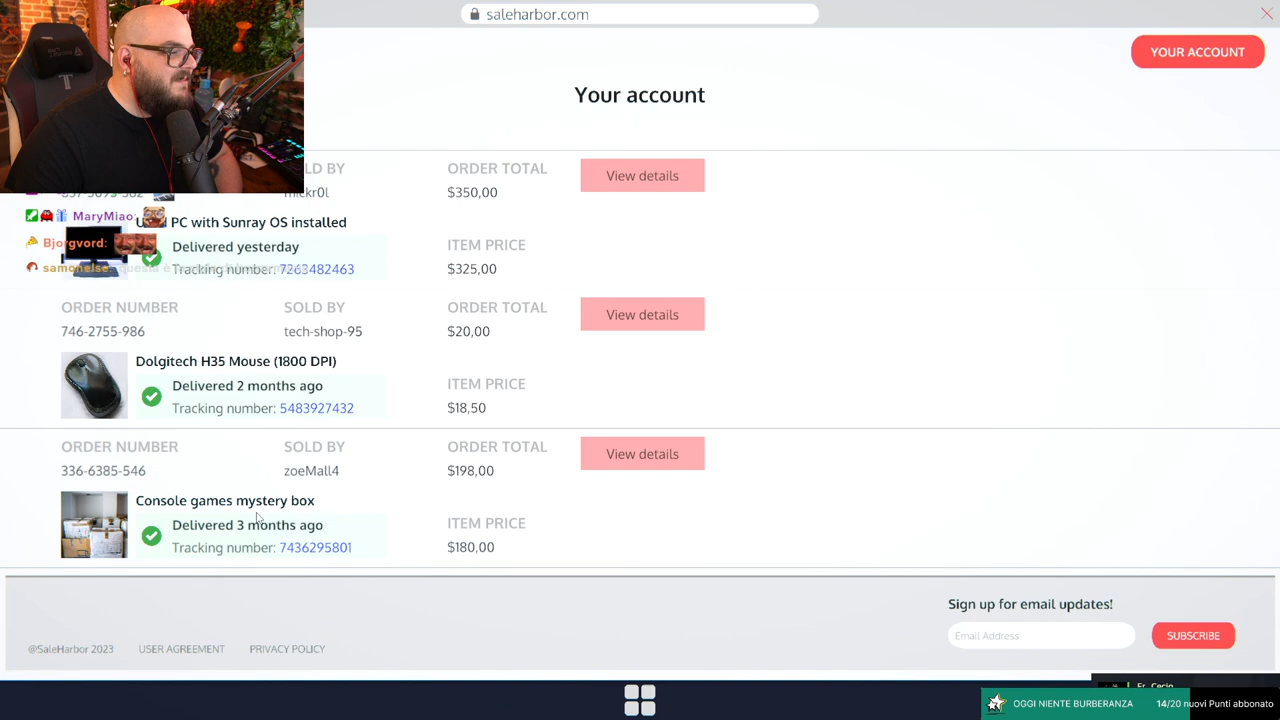 saleharbor.com
YOUR ACCOUNT
Your account
SOLD BY
ORDER TOTAL
View details
$350,00
MaryMiao:
PC with Sunray OS installed
Bjorgvord:
Delivered yesterday
ITEM PRICE
Tracking number: 7263482463
$325,00
ORDER NUMBER
SOLD BY
ORDER TOTAL
View details
746-2755-986
tech-shop-95
$20,00
Dolgitech H35 Mouse (1800 DPI)
Delivered 2 months ago
ITEM PRICE
Tracking number: 5483927432
$18,50
ORDER NUMBER
SOLD BY
ORDER TOTAL
View details
336-6385-546
zoeMall4
$198,00
Console games mystery box
Delivered 3 months ago
ITEM PRICE
Tracking number: 7436295801
$180,00
Sign up for email updates!
Email Address
SUBSCRIBE
@SaleHarbor 2023
USER AGREEMENT
PRIVACY POLICY
OGGI NIENTE BURBERANZA
14/20 nuovi Punti abbonato